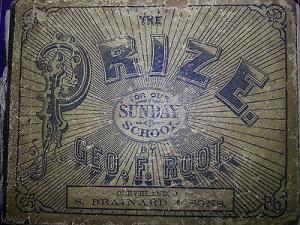 THE
PRIZE.
FOR OUR
SUNDAY
SCHOOL
BY
GEO. F. ROOT.
CLEVELAND,
S. BRAINARD & SONS.